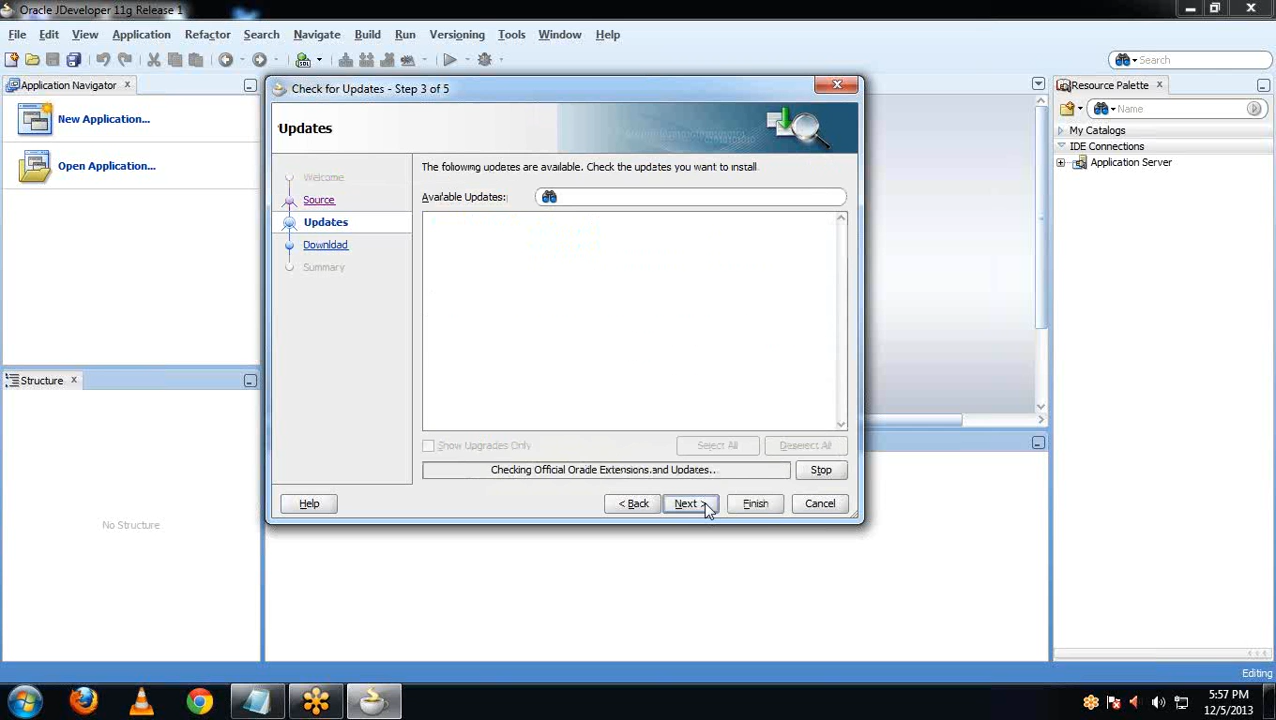 Oracle JDeveloper 11g Release 1
File Edit View Application Refactor Search Navigate Build Run Versioning Tools Window Help
Search
Application Navigator
New Application...
Open Application...
Structure
No Structure
Check for Updates - Step 3 of 5
Updates
Welcome
Source
Updates
Download
Summary
The following updates are available. Check the updates you want to install
Available Updates:
Show Upgrades Only
Select All
Deselect All
Checking Official Oracle Extensions and Updates...
Stop
Help
< Back
Next >
Finish
Cancel
Resource Palette
Name
My Catalogs
IDE Connections
Application Server
Editing
5:57 PM
12/5/2013